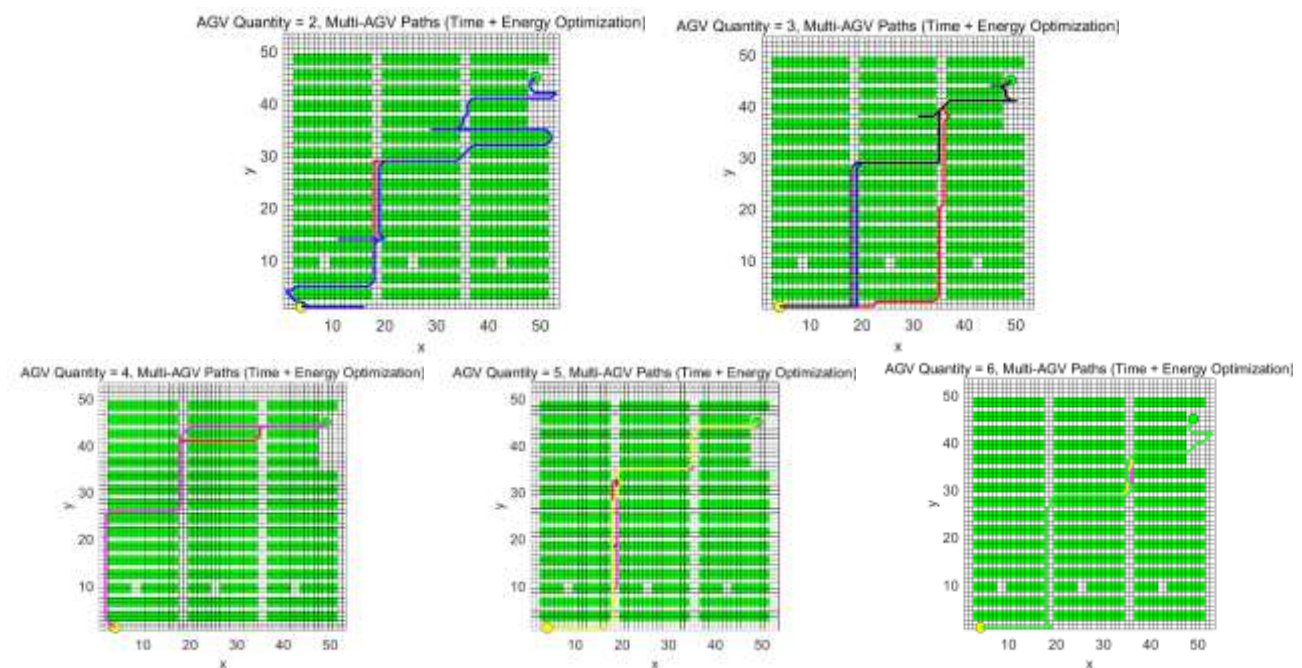 AGV Quantity = 2, Multi-AGV Paths (Time + Energy Optimization)
50
40
30
20
10
y
10 20 30 40 50
x
AGV Quantity = 3, Multi-AGV Paths (Time + Energy Optimization)
50
40
30
20
10
y
10 20 30 40 50
x
AGV Quantity = 4, Multi-AGV Paths (Time + Energy Optimization)
50
40
30
20
10
y
10 20 30 40 50
x
AGV Quantity = 5, Multi-AGV Paths (Time + Energy Optimization)
50
40
30
20
10
y
10 20 30 40 50
x
AGV Quantity = 6, Multi-AGV Paths (Time + Energy Optimization)
50
40
30
20
10
y
10 20 30 40 50
x